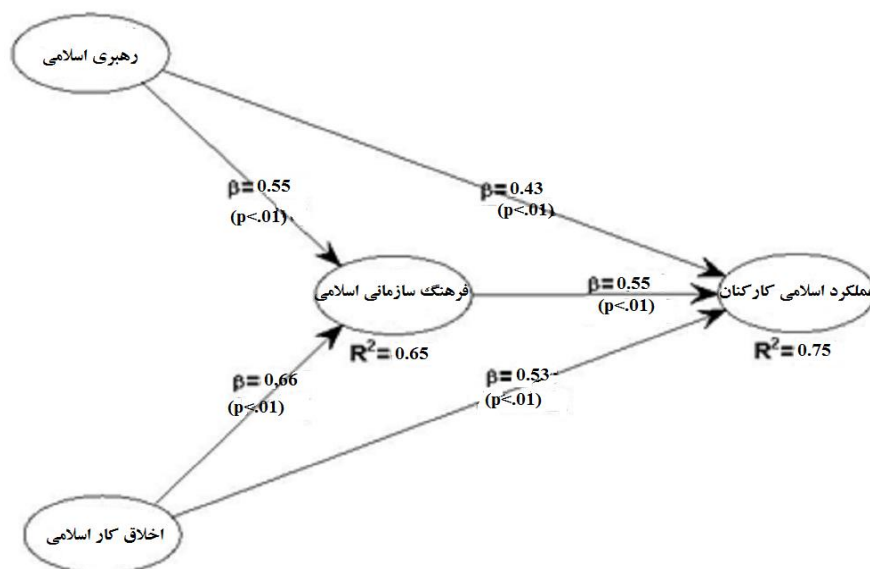 رهبری اسلامی
β=0.55
(p<.01)
β=0.43
(p<.01)
فرهنگ سازمانی اسلامی
R²=0.65
β=0.55
(p<.01)
عملکرد اسلامی کارکنان
R²=0.75
β=0,66
(p<.01)
β=0.53
(p<.01)
اخلاق کار اسلامی